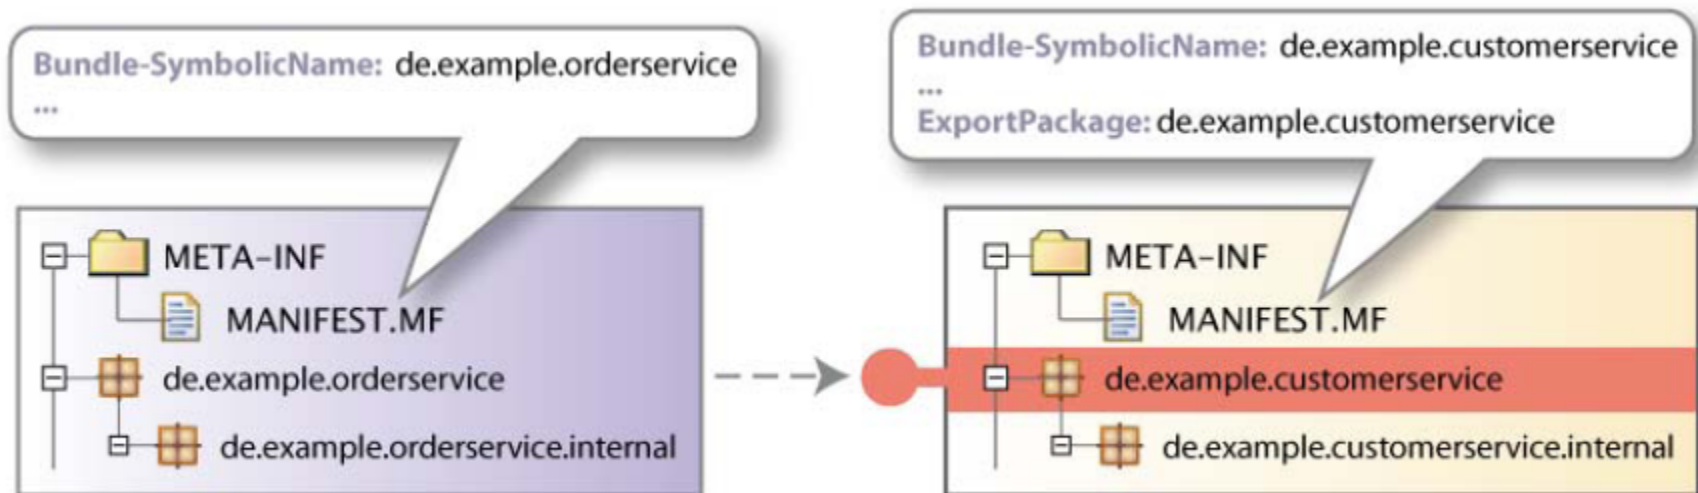 Bundle-SymbolicName: de.example.orderservice
...
Bundle-SymbolicName: de.example.customerservice
...
ExportPackage: de.example.customerservice
META-INF
MANIFEST.MF
de.example.orderservice
de.example.orderservice.internal
META-INF
MANIFEST.MF
de.example.customerservice
de.example.customerservice.internal